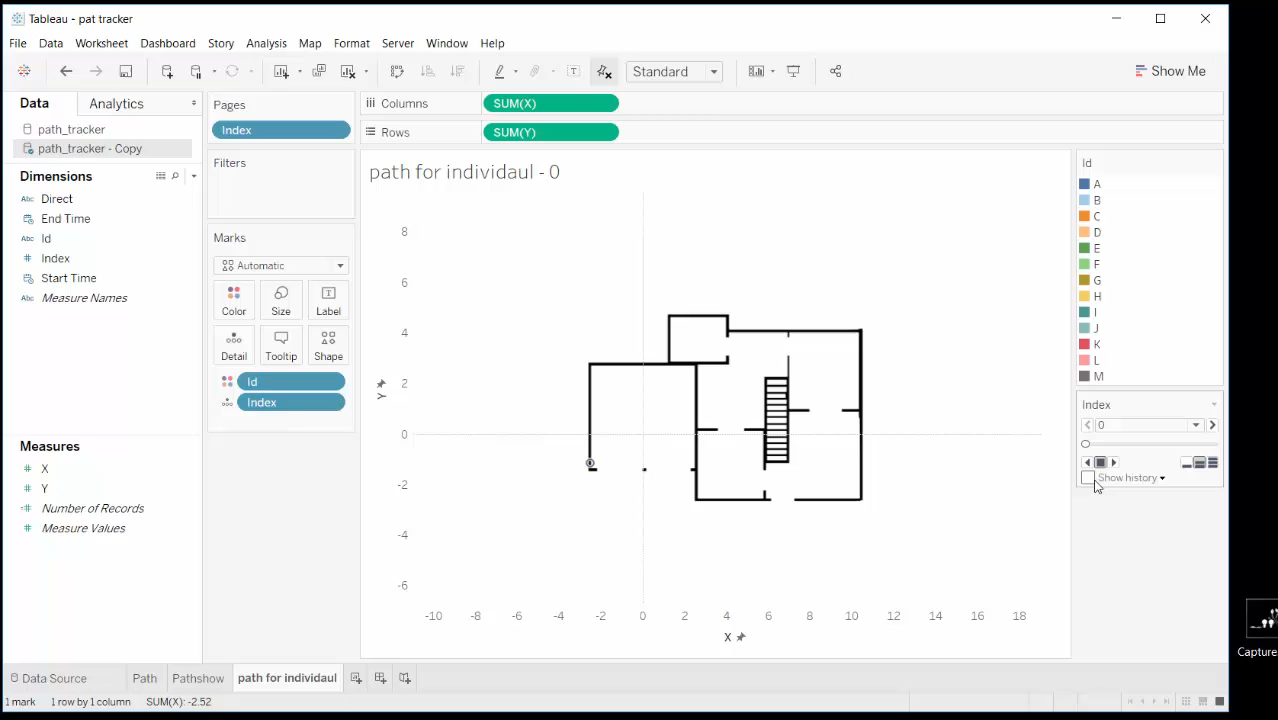 Tableau - pat tracker
File Data Worksheet Dashboard Story Analysis Map Format Server Window Help
Standard
Show Me
Data Analytics
path_tracker
path_tracker - Copy
Dimensions
Abc Direct
End Time
Abc Id
# Index
Start Time
Abc Measure Names
Measures
# X
# Y
=# Number of Records
# Measure Values
Pages
Index
Filters
Marks
Automatic
Color Size Label
Detail Tooltip Shape
Id
Index
Columns SUM(X)
Rows SUM(Y)
path for individaul - 0
8
6
4
2
0
-2
-4
-6
Y
-10 -8 -6 -4 -2 0 2 4 6 8 10 12 14 16 18
X
Id
A
B
C
D
E
F
G
H
I
J
K
L
M
Index
0
Show history
Capture
Data Source Path Pathshow path for individaul
1 mark 1 row by 1 column SUM(X): -2.52